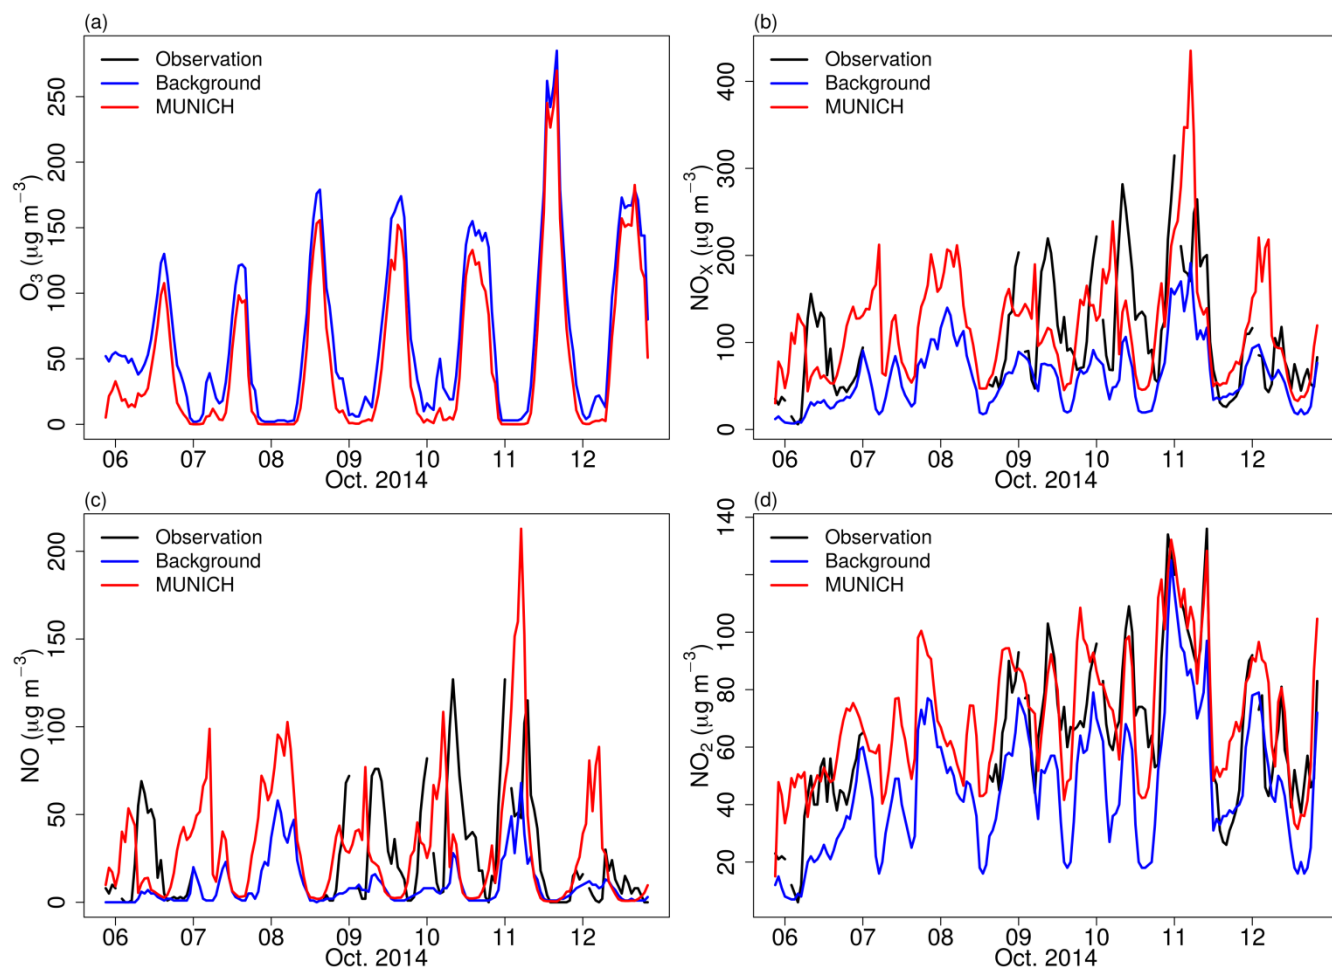 (a)
Observation
Background
MUNICH
O₃ (μg m⁻³)
0 50 100 150 200 250
06 07 08 09 10 11 12
Oct. 2014
(b)
Observation
Background
MUNICH
NOX (μg m⁻³)
0 100 200 300 400
06 07 08 09 10 11 12
Oct. 2014
(c)
Observation
Background
MUNICH
NO (μg m⁻³)
0 50 100 150 200
06 07 08 09 10 11 12
Oct. 2014
(d)
Observation
Background
MUNICH
NO₂ (μg m⁻³)
20 40 60 80 100 140
06 07 08 09 10 11 12
Oct. 2014